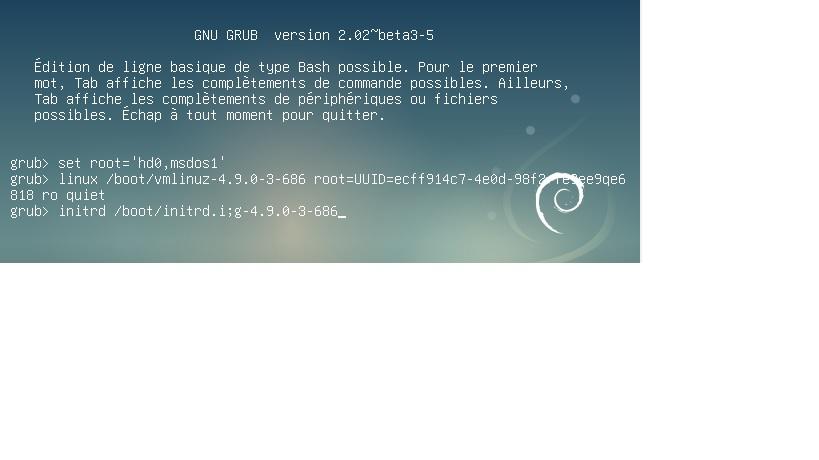 GNU GRUB version 2.02~beta3-5
Édition de ligne basique de type Bash possible. Pour le premier
mot, Tab affiche les complètements de commande possibles. Ailleurs,
Tab affiche les complètements de périphériques ou fichiers
possibles. Échap à tout moment pour quitter.
grub> set root='hd0,msdos1'
grub> linux /boot/vmlinuz-4.9.0-3-686 root=UUID=ecff914c7-4e0d-98f2-fe9ee9qe6
818 ro quiet
grub> initrd /boot/initrd.i;g-4.9.0-3-686_